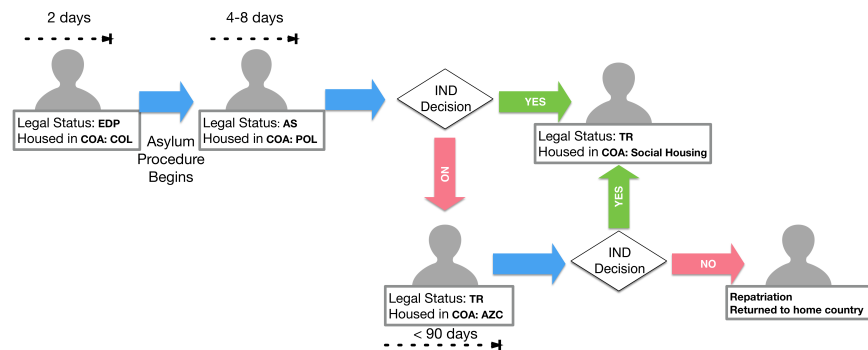 2 days
4-8 days
Legal Status: EDP
Housed in COA: COL
Asylum
Procedure
Begins
Legal Status: AS
Housed in COA: POL
IND
Decision
YES
Legal Status: TR
Housed in COA: Social Housing
NO
YES
Legal Status: TR
Housed in COA: AZC
< 90 days
IND
Decision
NO
Repatriation
Returned to home country